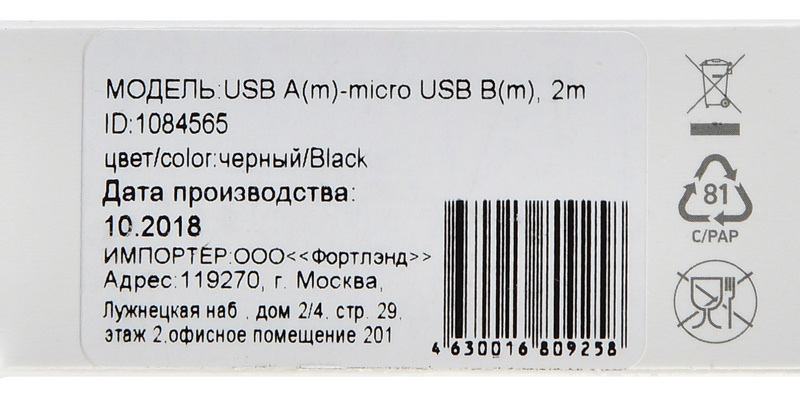 МОДЕЛЬ:USB A(m)-micro USB B(m), 2m
ID:1084565
цвет/color:черный/Black
Дата производства:
10.2018
ИМПОРТЁР:ООО<<Фортлэнд>>
Адрес:119270, г. Москва,
Лужнецкая наб , дом 2/4, стр. 29,
этаж 2,офисное помещение 201
4 630016 809258
81
C/PAP